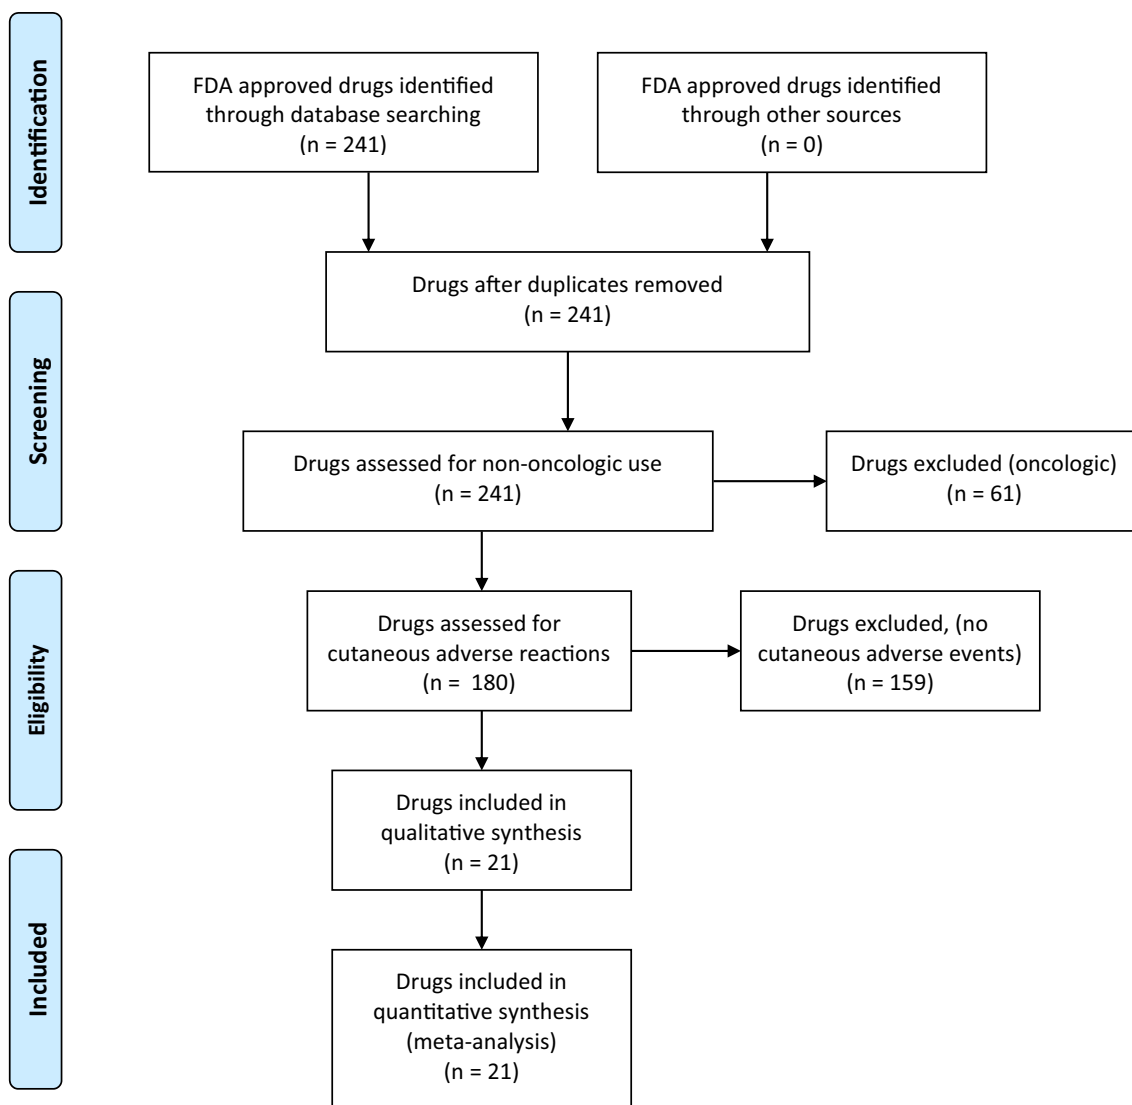 Identification
FDA approved drugs identified
through database searching
(n = 241)
FDA approved drugs identified
through other sources
(n = 0)
Drugs after duplicates removed
(n = 241)
Screening
Drugs assessed for non-oncologic use
(n = 241)
Drugs excluded (oncologic)
(n = 61)
Eligibility
Drugs assessed for
cutaneous adverse reactions
(n =  180)
Drugs excluded, (no
cutaneous adverse events)
(n = 159)
Drugs included in
qualitative synthesis
(n = 21)
Included
Drugs included in
quantitative synthesis
(meta-analysis)
(n = 21)